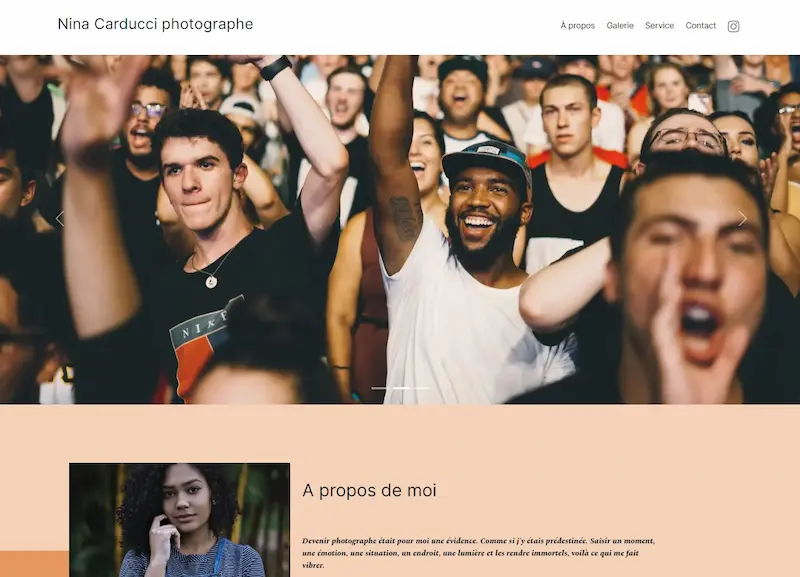 Nina Carducci photographe
À propos
Galerie
Service
Contact
NIKE
A propos de moi
Devenir photographe était pour moi une évidence. Comme si j'y étais prédestinée. Saisir un moment,
une émotion, une situation, un endroit, une lumière et les rendre immortels, voilà ce qui me fait
vibrer.